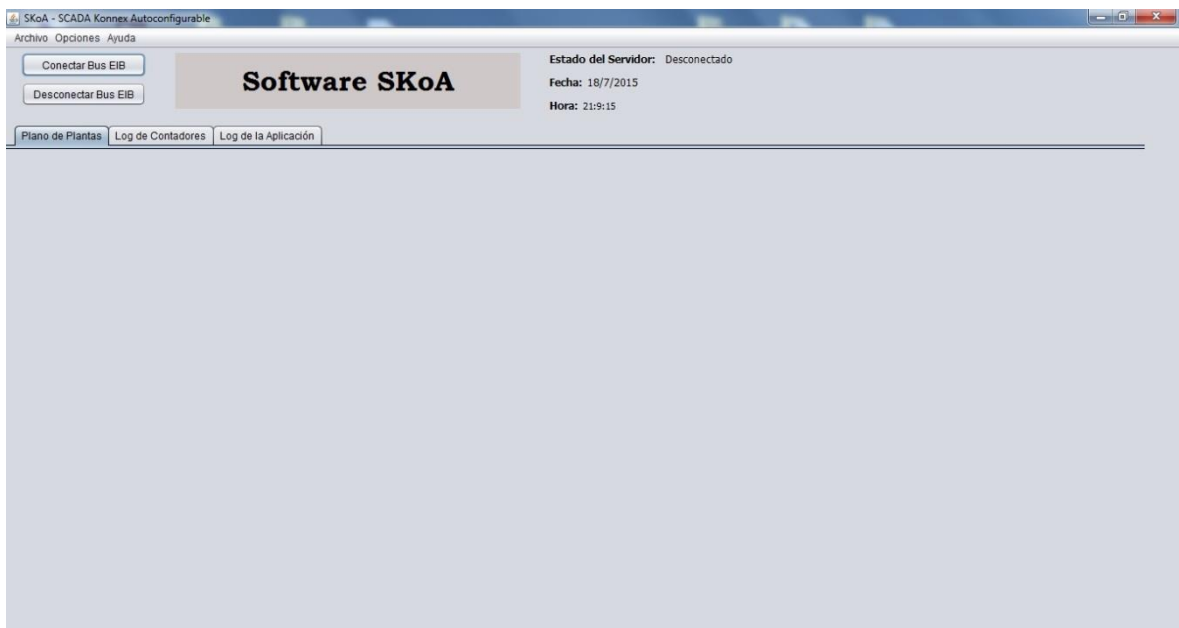 SKoA - SCADA Konnex Autoconfigurable
Archivo Opciones Ayuda
Conectar Bus EIB
Desconectar Bus EIB
Software SKoA
Estado del Servidor: Desconectado
Fecha: 18/7/2015
Hora: 21:9:15
Plano de Plantas Log de Contadores Log de la Aplicación